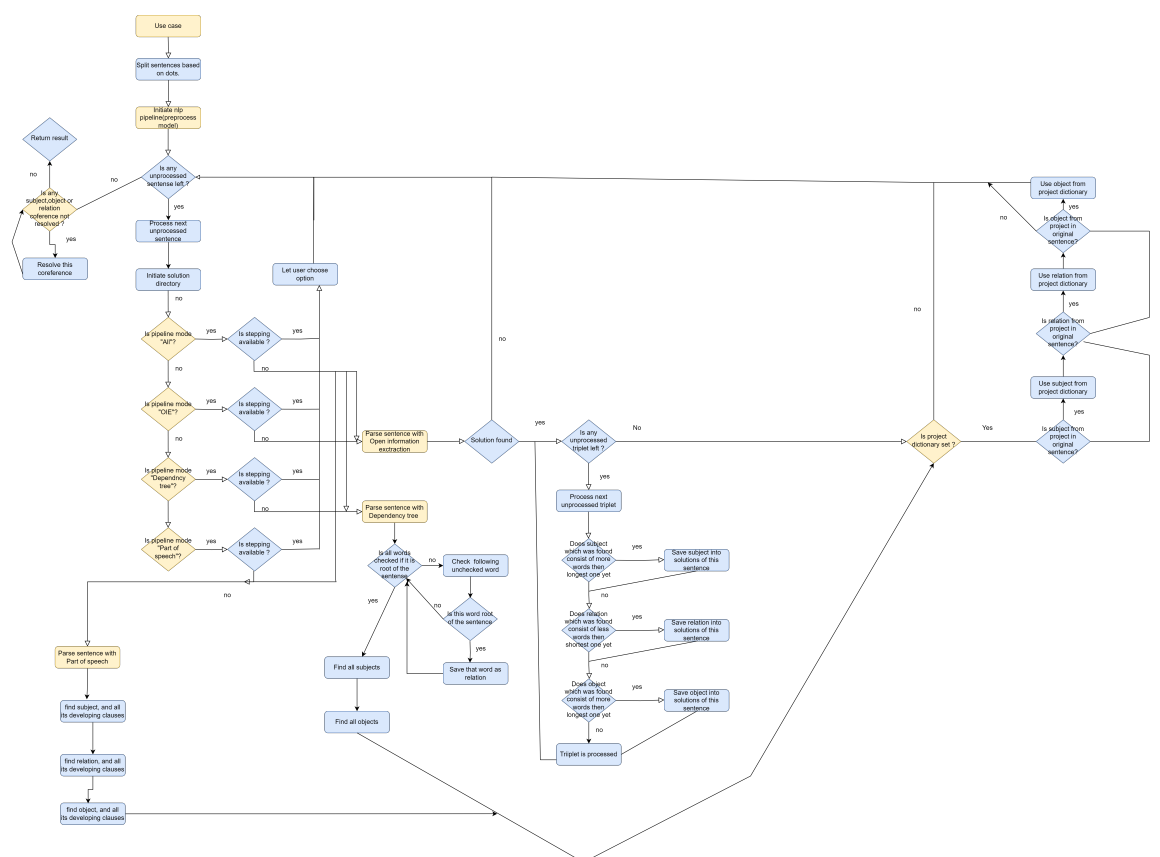 Use case
Split sentences based
on dots.
Initiate nlp
pipeline(preprocess
model)
Return result
Is any
unprocessed
sentense left ?
no
no
yes
Is any
subject,object or
relation
coference not
resolved ?
yes
Resolve this
coreference
Process next
unprocessed
sentence
Initiate solution
directory
no
Let user choose
option
Is pipeline mode
"All"?
yes
Is stepping
available ?
yes
no
no
Is pipeline mode
"OIE"?
yes
Is stepping
available ?
yes
no
no
Is pipeline mode
"Dependncy
tree"?
yes
Is stepping
available ?
yes
no
Is pipeline mode
"Part of
speech"?
yes
Is stepping
available ?
yes
no
Parse sentence with
Part of speech
find subject, and all
its developing clauses
find relation, and all
its developing clauses
find object, and all
its developing clauses
Parse sentence with
Open information
exctraction
Parse sentence with
Dependency tree
Is all words
checked if it is
root of the
sentense
no
Check following
unchecked word
Is this word root
of the sentence
no
yes
Save that word as
relation
yes
Find all subjects
Find all objects
Solution found
no
yes
Is any
unprocessed
triplet left ?
No
yes
Process next
unprocessed triplet
Does subject
which was found
consist of more
words then
longest one yet
yes
Save subject into
solutions of this
sentence
no
Does relation
which was found
consist of less
words then
shortest one yet
yes
Save relation into
solutions of this
sentence
no
Does object
which was found
consist of more
words then
longest one yet
yes
Save object into
solutions of this
sentence
no
Triiplet is processed
Is project
dictionary set ?
no
Yes
Is subject from
project in
original
sentence?
yes
Use subject from
project dictionary
Is relation from
project in
original
sentence?
yes
Use relation from
project dictionary
Is object from
project in
original
sentence?
yes
no
Use object from
project dictionary